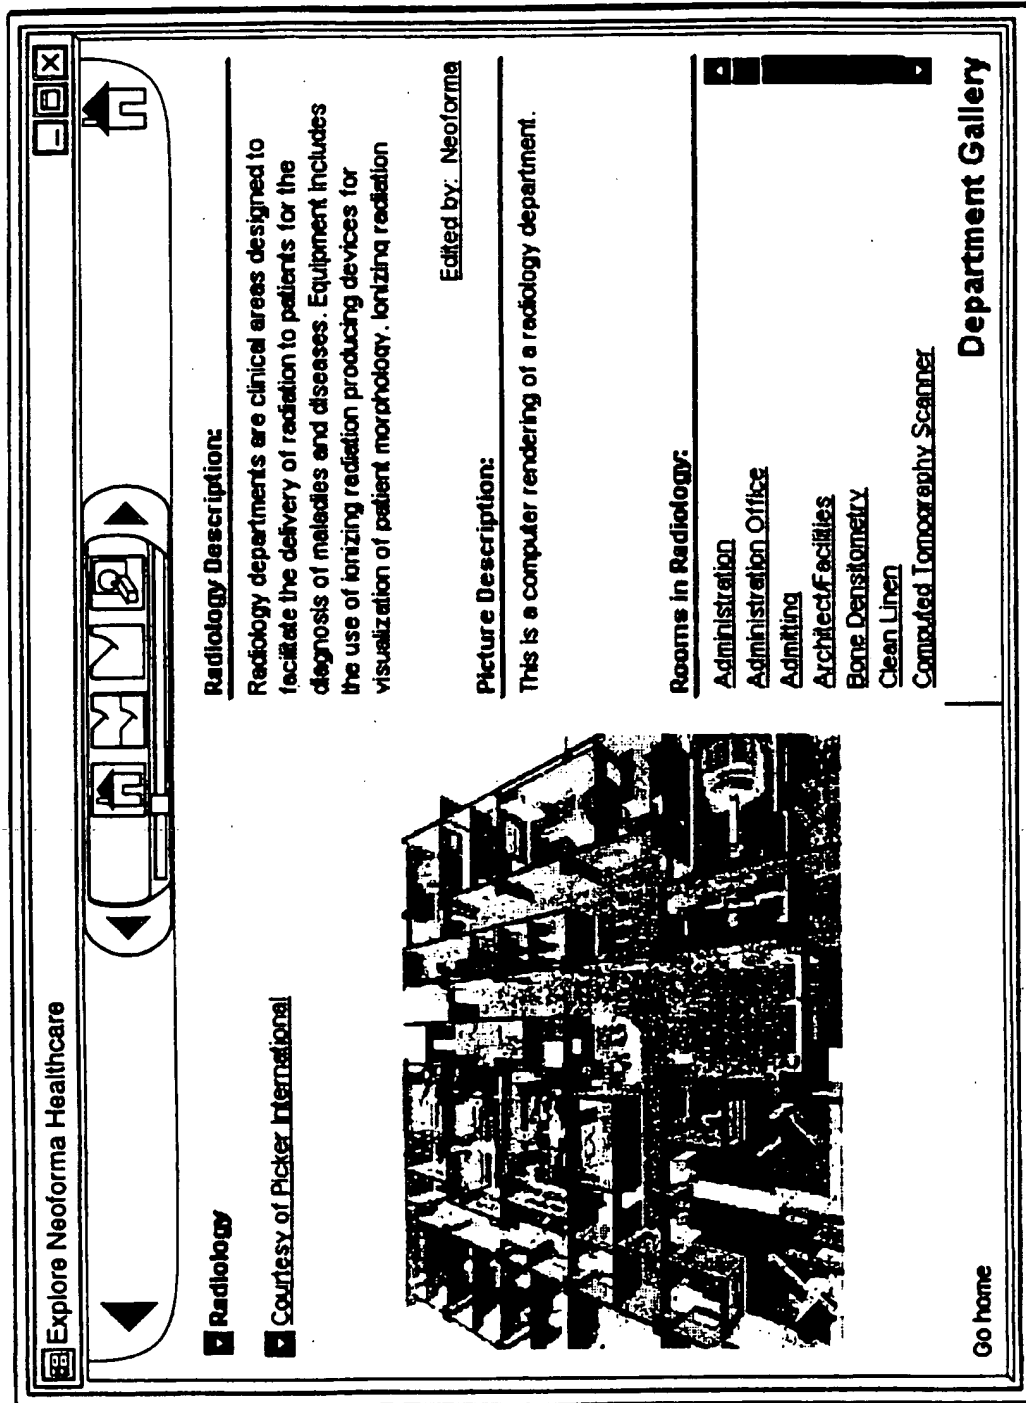 Explore Neoforma Healthcare
Radiology
Courtesy of Picker International
Radiology Description:
Radiology departments are clinical areas designed to
facilitate the delivery of radiation to patients for the
diagnosis of maladies and diseases. Equipment includes
the use of ionizing radiation producing devices for
visualization of patient morphology. Ionizing radiation
Edited by: Neoforma
Picture Description:
This is a computer rendering of a radiology department.
Rooms in Radiology:
Administration
Administration Office
Admitting
Architect/Facilities
Bone Densitometry
Clean Linen
Computed Tomography Scanner
Go home
Department Gallery